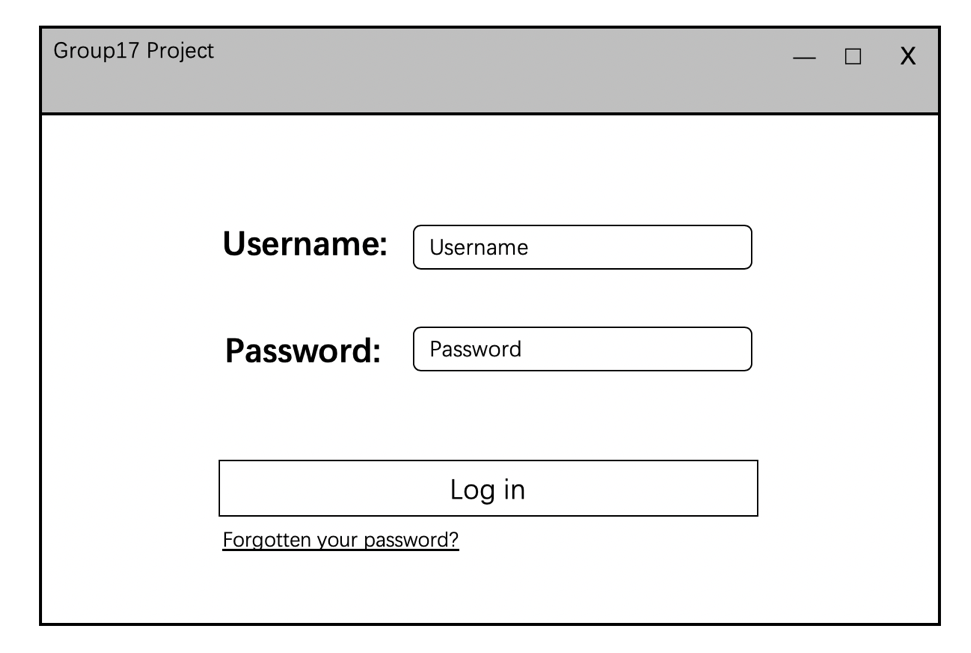 Group17 Project
— □ X
Username: Username
Password: Password
Log in
Forgotten your password?